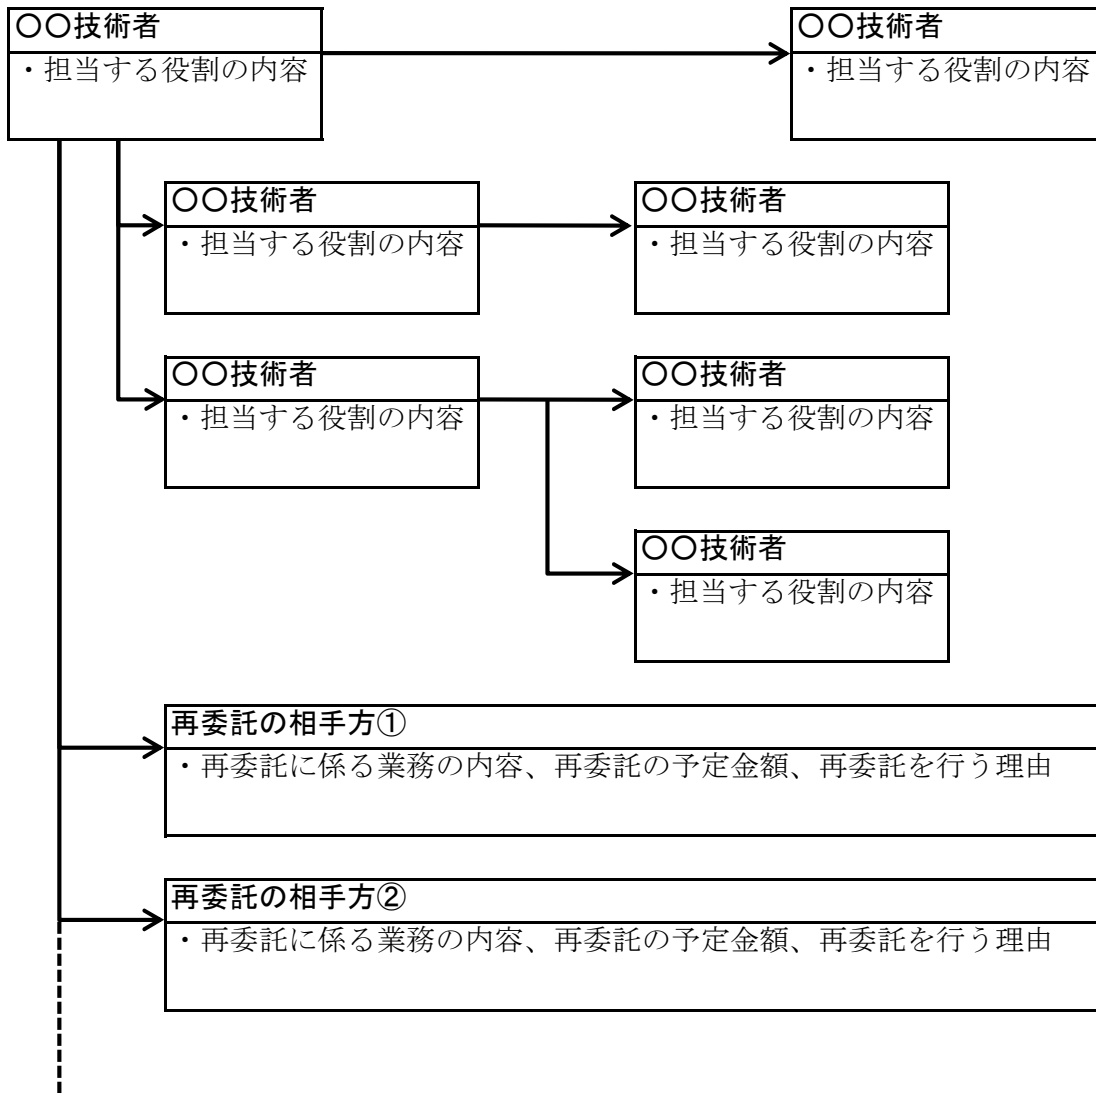 〇〇技術者
・担当する役割の内容
〇〇技術者
・担当する役割の内容
〇〇技術者
・担当する役割の内容
〇〇技術者
・担当する役割の内容
〇〇技術者
・担当する役割の内容
〇〇技術者
・担当する役割の内容
〇〇技術者
・担当する役割の内容
再委託の相手方①
・再委託に係る業務の内容、再委託の予定金額、再委託を行う理由
再委託の相手方②
・再委託に係る業務の内容、再委託の予定金額、再委託を行う理由